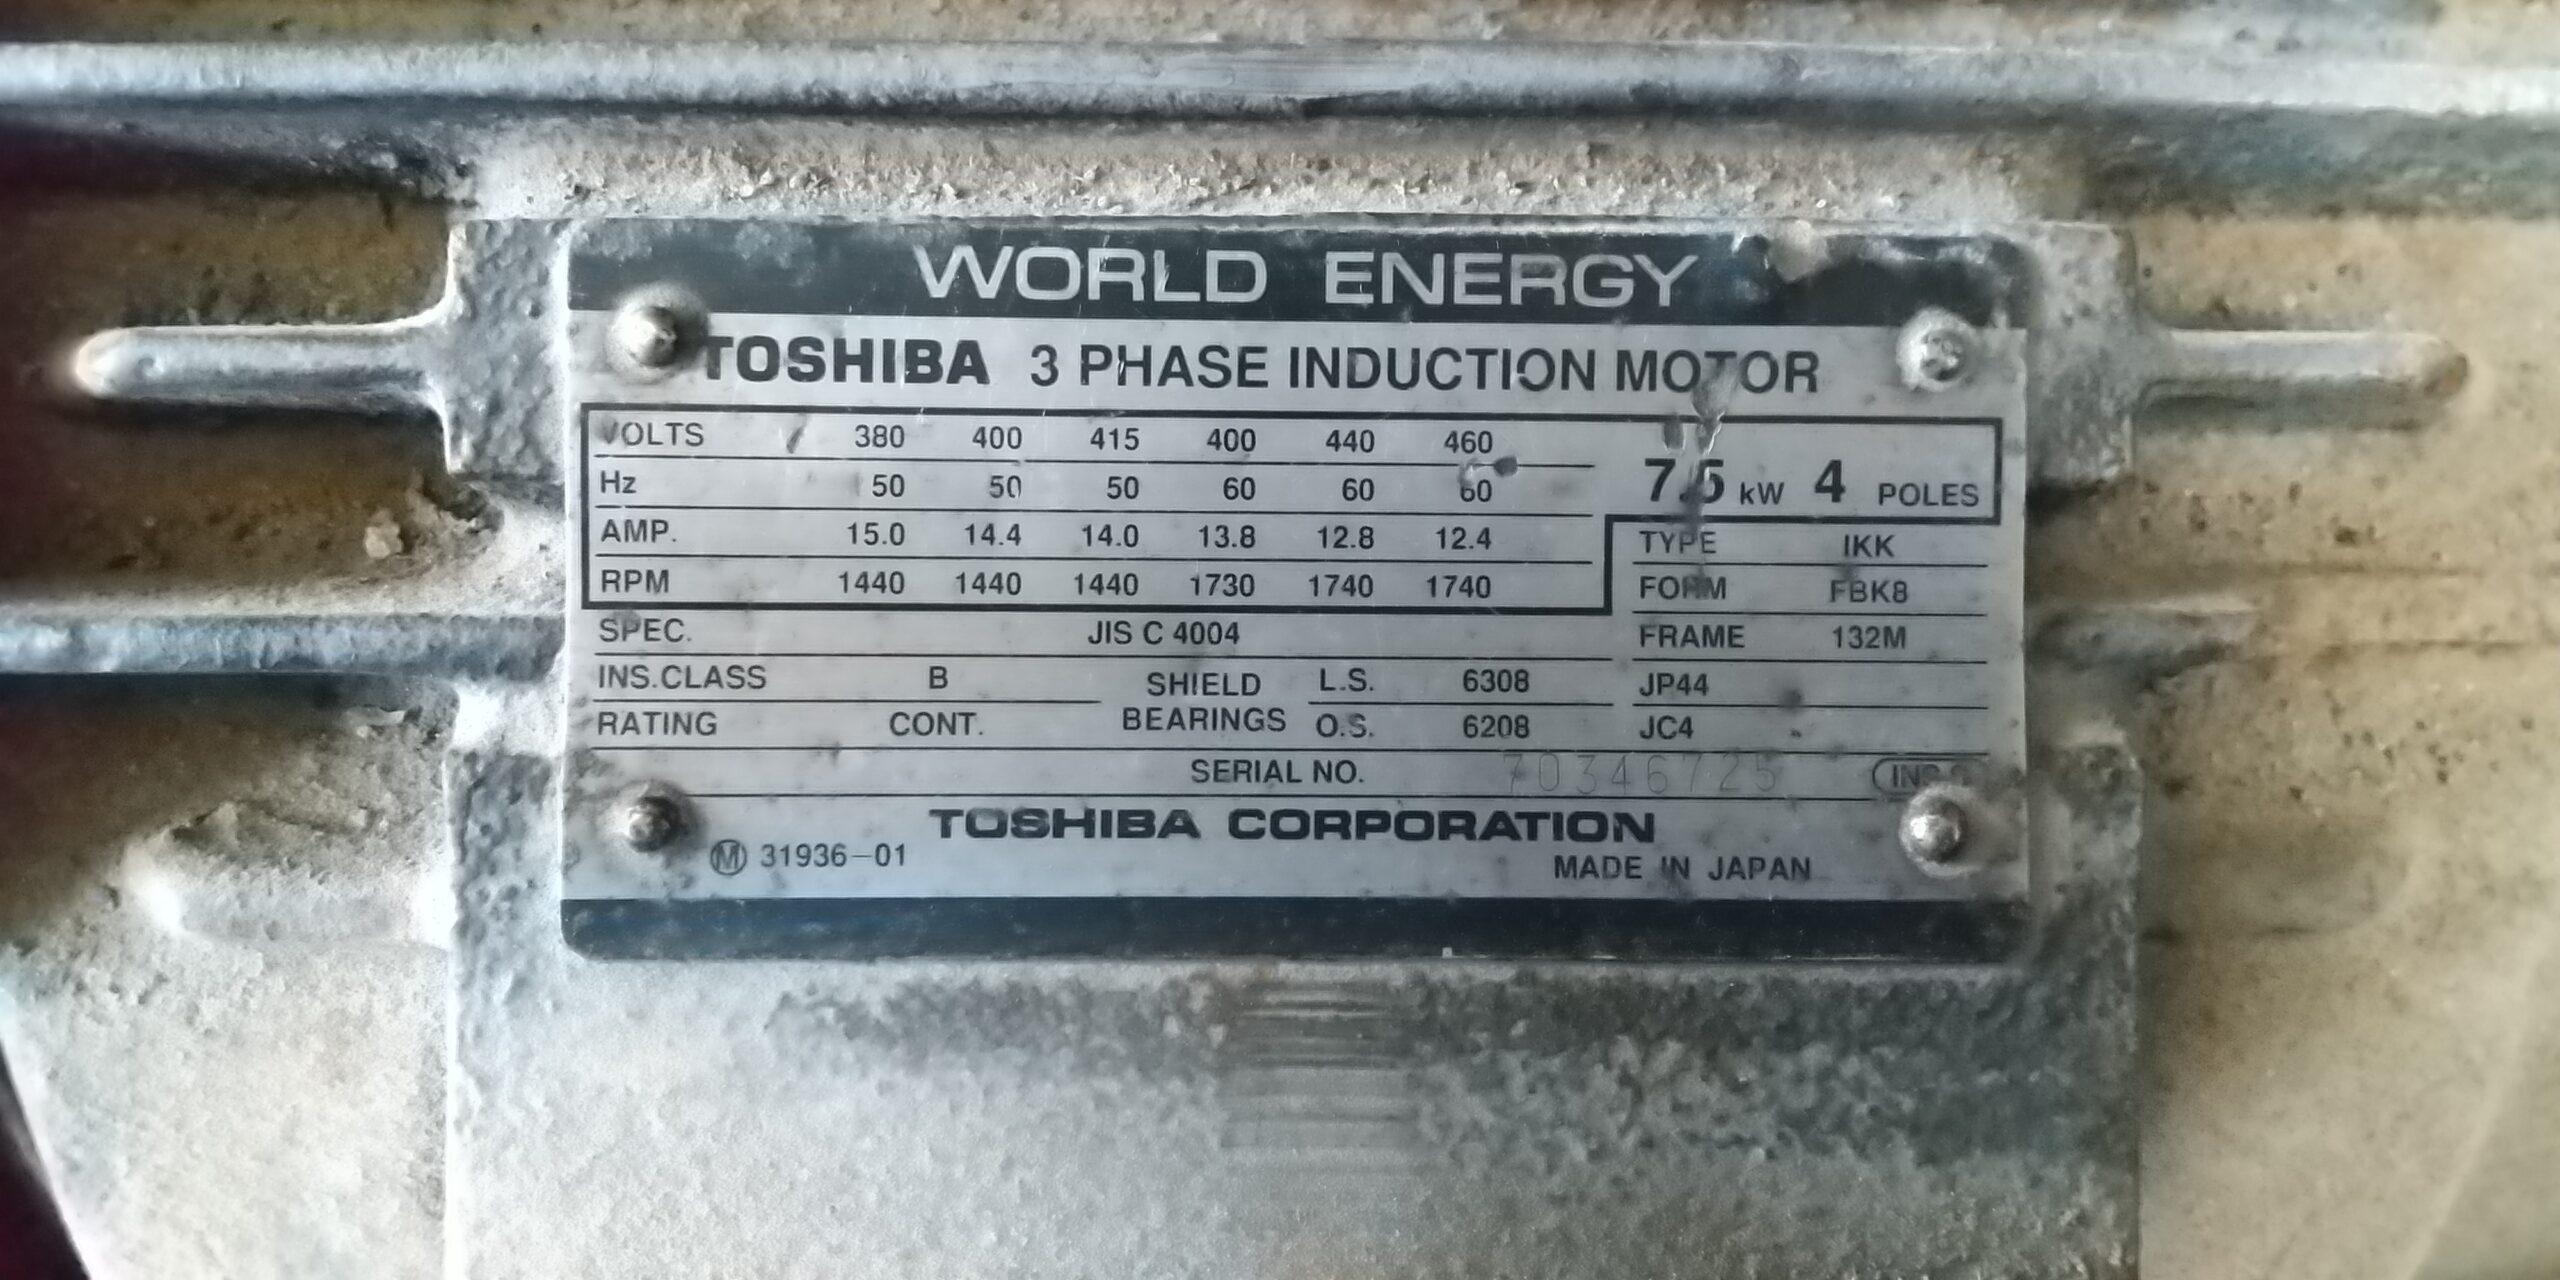 WORLD ENERGY
TOSHIBA 3 PHASE INDUCTION MOTOR
VOLTS 380 400 415 400 440 460
Hz 50 50 50 60 60 60
7.5 kW 4 POLES
AMP. 15.0 14.4 14.0 13.8 12.8 12.4
TYPE IKK
RPM 1440 1440 1440 1730 1740 1740
FORM FBK8
SPEC. JIS C 4004
FRAME 132M
INS.CLASS B SHIELD BEARINGS L.S. 6308
JP44
RATING CONT. O.S. 6208
JC4
SERIAL NO. 70346725
TOSHIBA CORPORATION
M 31936-01
MADE IN JAPAN